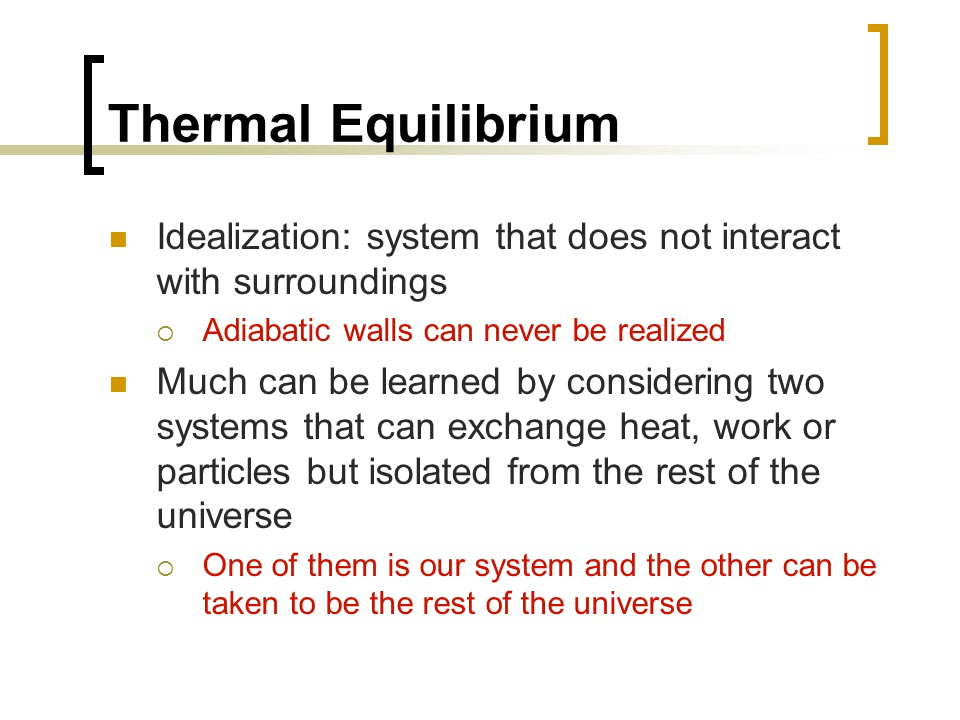 Thermal Equilibrium
Idealization: system that does not interact
with surroundings
Adiabatic walls can never be realized
Much can be learned by considering two
systems that can exchange heat, work or
particles but isolated from the rest of the
universe
One of them is our system and the other can be
taken to be the rest of the universe